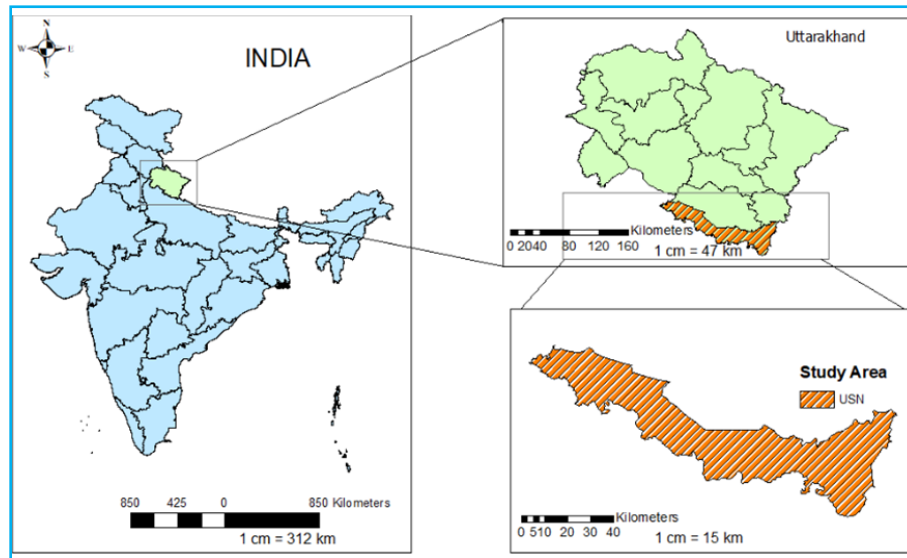 N
W E
S
INDIA
850 425 0 850 Kilometers
1 cm = 312 km
Uttarakhand
Kilometers
0 2040 80 120 160
1 cm = 47 km
Study Area
USN
Kilometers
0 510 20 30 40
1 cm = 15 km